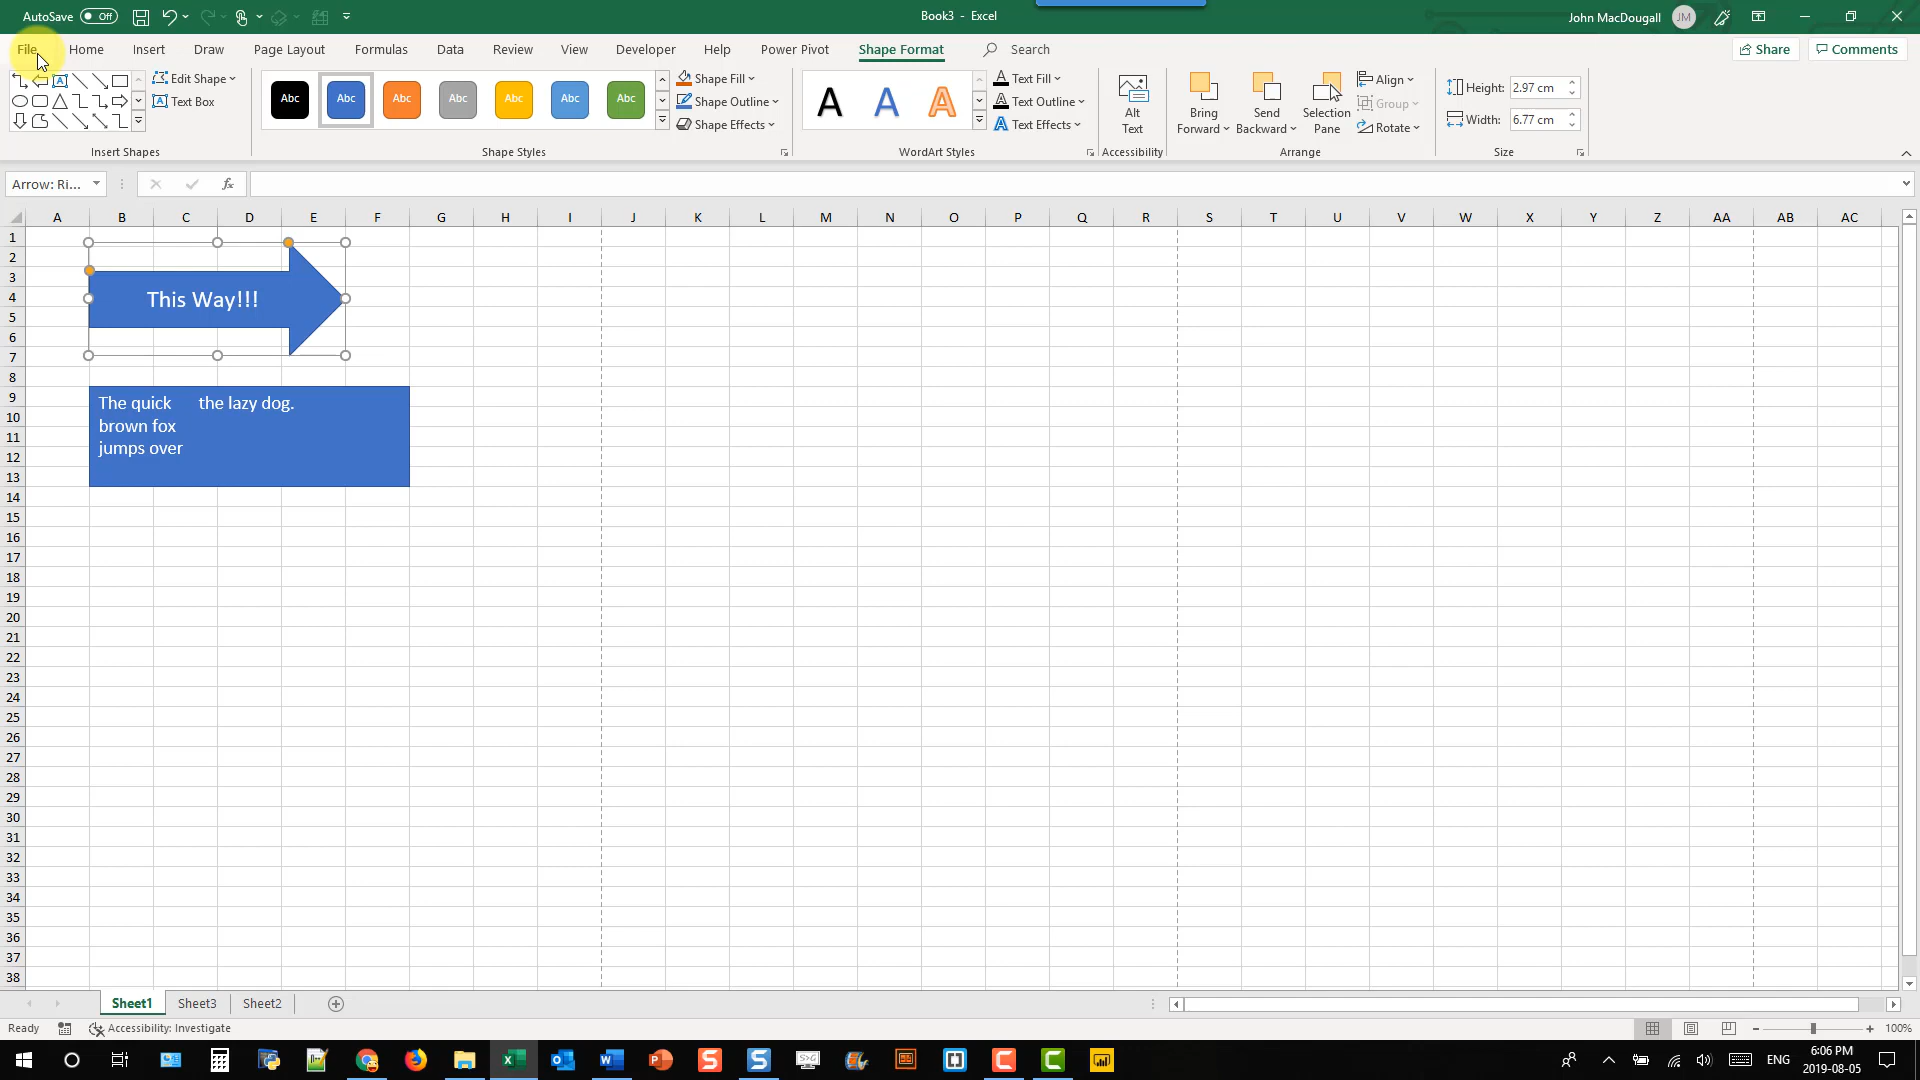 AutoSave Off
Book3 - Excel
John MacDougall JM
File Home Insert Draw Page Layout Formulas Data Review View Developer Help Power Pivot Shape Format Search Share Comments
Edit Shape
Text Box
Insert Shapes
Abc Abc Abc Abc Abc Abc Abc
Shape Fill
Shape Outline
Shape Effects
Shape Styles
A A A
Text Fill
Text Outline
Text Effects
WordArt Styles
Alt
Text
Accessibility
Bring
Forward
Send
Backward
Selection
Pane
Align
Group
Rotate
Arrange
Height: 2.97 cm
Width: 6.77 cm
Size
Arrow: Ri...
fx
A B C D E F G H I J K L M N O P Q R S T U V W X Y Z AA AB AC
1
2
3
4
5
6
7
8
9
10
11
12
13
14
15
16
17
18
19
20
21
22
23
24
25
26
27
28
29
30
31
32
33
34
35
36
37
38
This Way!!!
The quick
brown fox
jumps over
the lazy dog.
Sheet1 Sheet3 Sheet2
Ready Accessibility: Investigate
100%
ENG
6:06 PM
2019-08-05